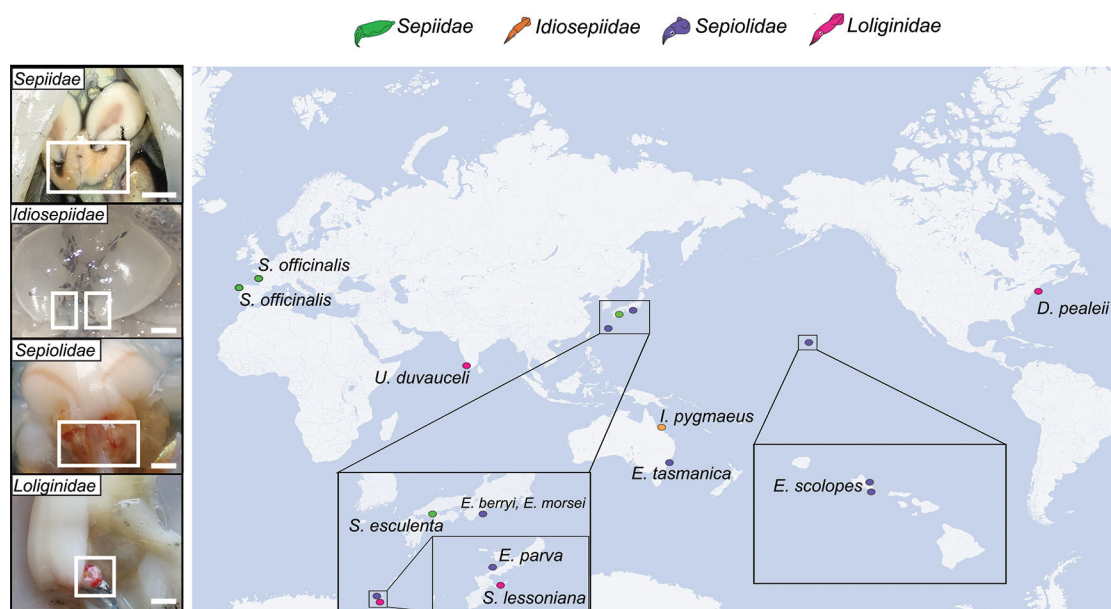 Sepiidae Idiosepiidae Sepiolidae Loliginidae
Sepiidae
Idiosepiidae
Sepiolidae
Loliginidae
S. officinalis
S. officinalis
D. pealeii
U. duvauceli
I. pygmaeus
E. tasmanica
E. scolopes
E. berryi, E. morsei
S. esculenta
E. parva
S. lessoniana